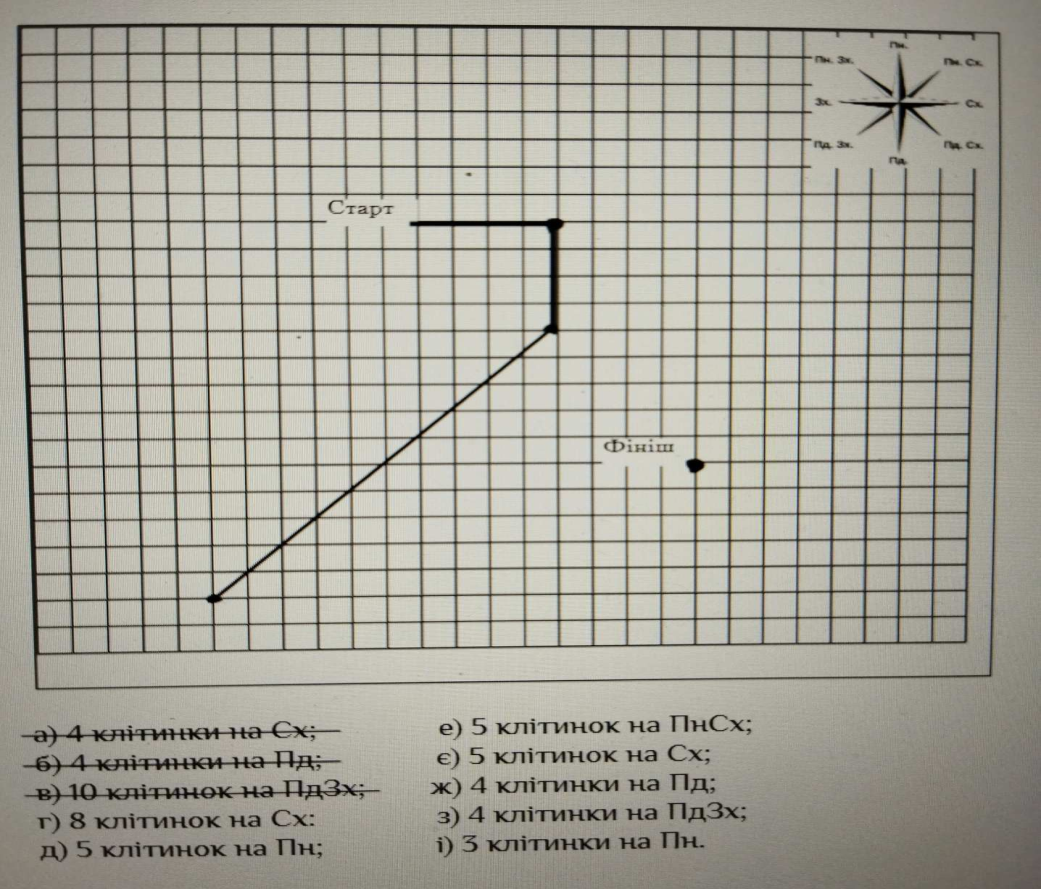 Пн.
Пн. Зх.
Пн. Сх.
Зх.
Сх.
Пд. Зх.
Пд. Сх.
Пд.
Старт
Фініш
а) 4 клітинки на Сх;
б) 4 клітинки на Пд;
в) 10 клітинок на ПдЗх;
г) 8 клітинок на Сх:
д) 5 клітинок на Пн;
е) 5 клітинок на ПнСх;
є) 5 клітинок на Сх;
ж) 4 клітинки на Пд;
з) 4 клітинки на ПдЗх;
і) 3 клітинки на Пн.